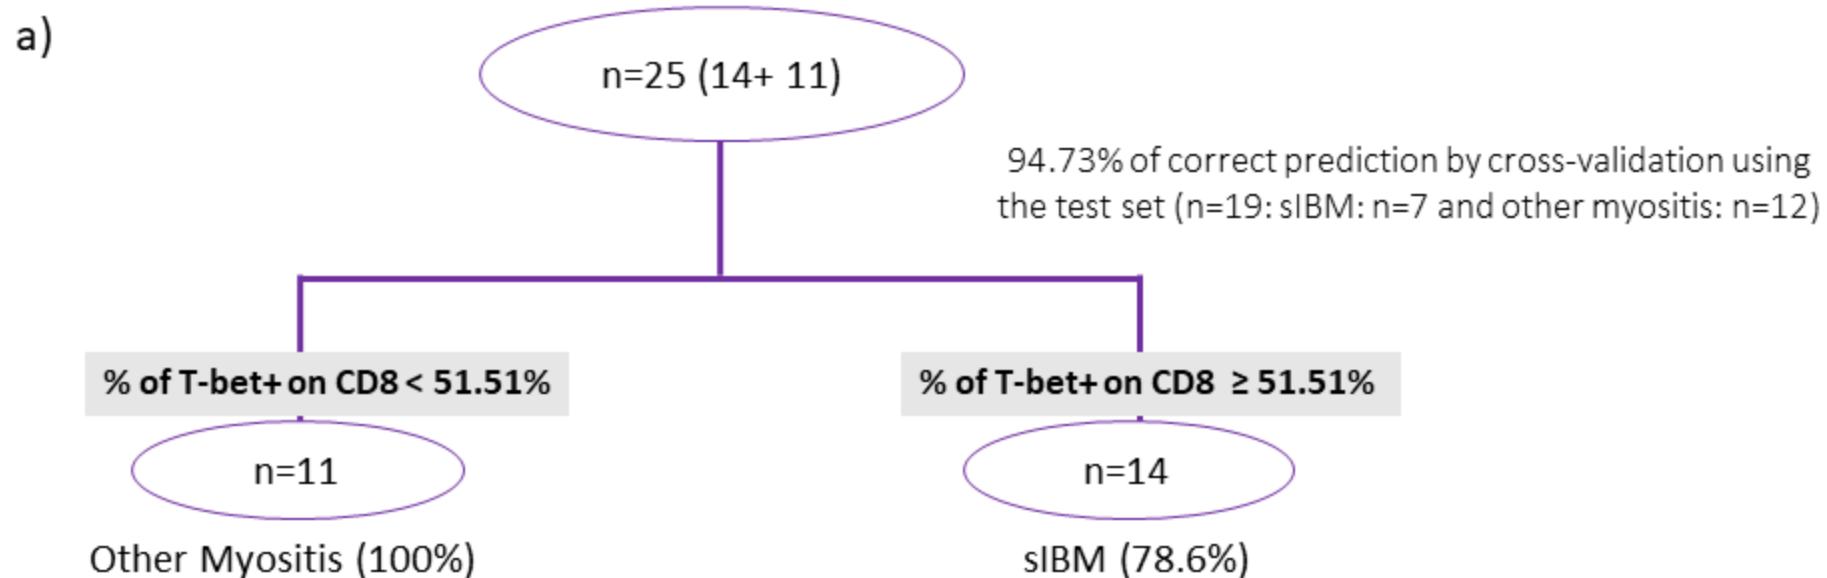 a)
n=25 (14+ 11)
94.73% of correct prediction by cross-validation using
the test set (n=19: sIBM: n=7 and other myositis: n=12)
% of T-bet+ on CD8 < 51.51%
% of T-bet+ on CD8 ≥ 51.51%
n=11
n=14
Other Myositis (100%)
sIBM (78.6%)